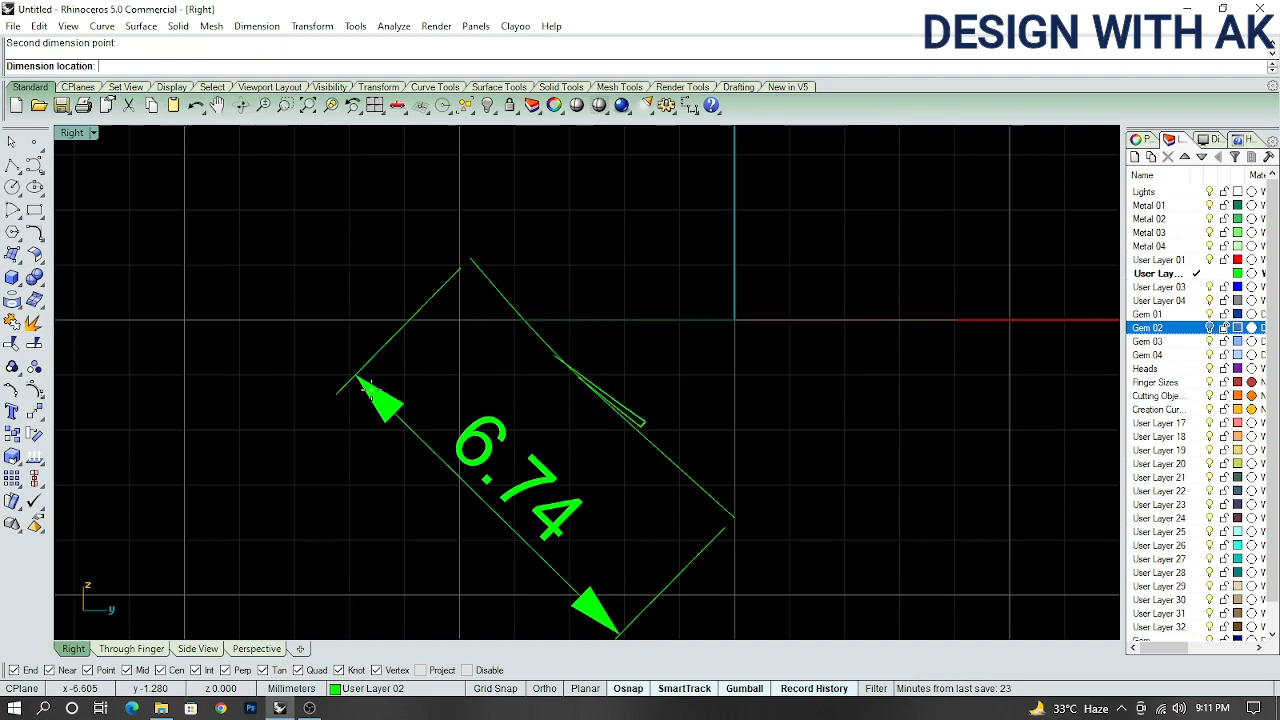 Untitled - Rhinoceros 5.0 Commercial - [Right]
File Edit View Curve Surface Solid Mesh Dimension Transform Tools Analyze Render Panels Clayoo Help
DESIGN WITH AK
Second dimension point:
Dimension location:
Standard CPlanes Set View Display Select Viewport Layout Visibility Transform Curve Tools Surface Tools Solid Tools Mesh Tools Render Tools Drafting New in V5
Right
P.. L... Di.. H..
Name Mate
Lights
Metal 01
Metal 02
Metal 03
Metal 04
User Layer 01
User Lay...
User Layer 03
User Layer 04
Gem 01
Gem 02
Gem 03
Gem 04
Heads
Finger Sizes
Cutting Obje...
Creation Cur...
User Layer 17
User Layer 18
User Layer 19
User Layer 20
User Layer 21
User Layer 22
User Layer 23
User Layer 24
User Layer 25
User Layer 26
User Layer 27
User Layer 28
User Layer 29
User Layer 30
User Layer 31
User Layer 32
6.74
z
y
Right Through Finger Side View Perspective
End Near Point Mid Cen Int Perp Tan Quad Knot Vertex Project Disable
CPlane x -6.605 y -1.280 z 0.000 Millimeters User Layer 02 Grid Snap Ortho Planar Osnap SmartTrack Gumball Record History Filter Minutes from last save: 23
33°C Haze 9:11 PM